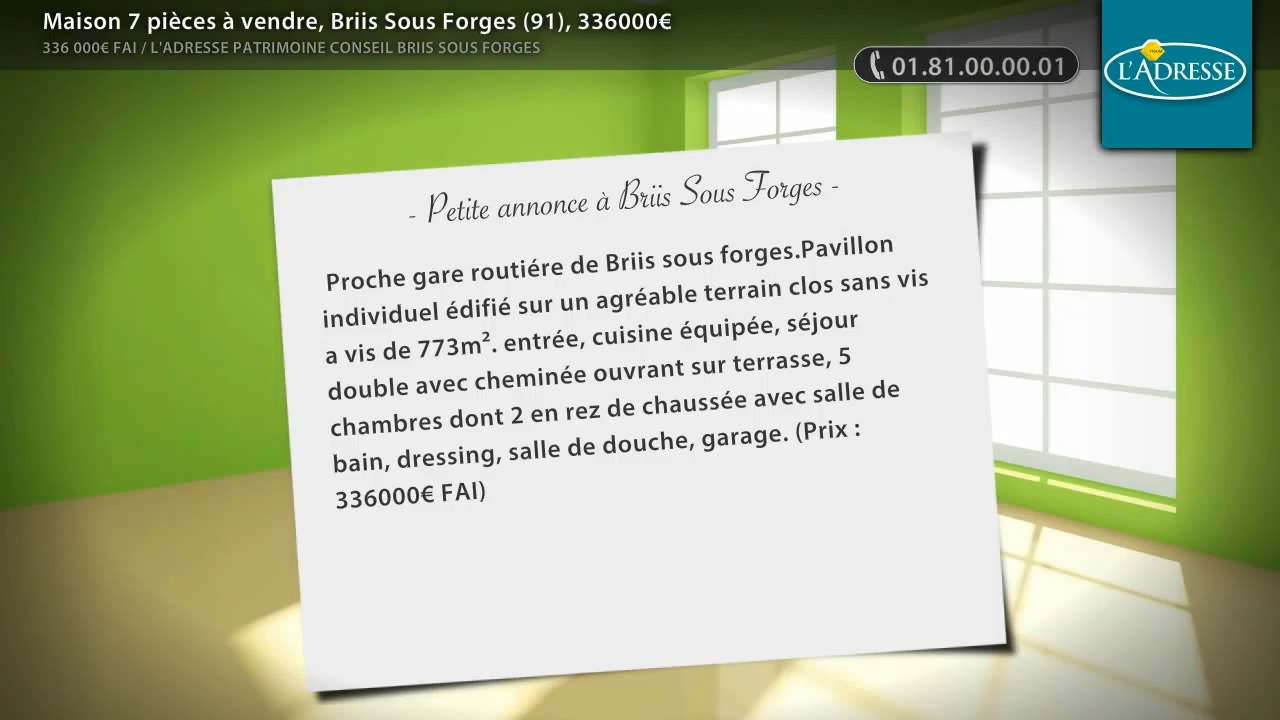 Maison 7 pièces à vendre, Briis Sous Forges (91), 336000€
336 000€ FAI / L'ADRESSE PATRIMOINE CONSEIL BRIIS SOUS FORGES
01.81.00.00.01
L'ADRESSE
- Petite annonce à Briis Sous Forges -
Proche gare routiére de Briis sous forges.Pavillon
individuel édifié sur un agréable terrain clos sans vis
a vis de 773m². entrée, cuisine équipée, séjour
double avec cheminée ouvrant sur terrasse, 5
chambres dont 2 en rez de chaussée avec salle de
bain, dressing, salle de douche, garage. (Prix :
336000€ FAI)